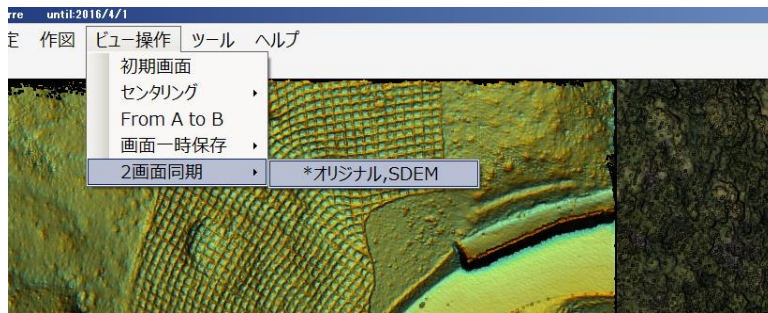 rre until:2016/4/1
定 作図 ビュー操作 ツール ヘルプ
初期画面
センタリング
From A to B
画面一時保存
2画面同期
*オリジナル,SDEM